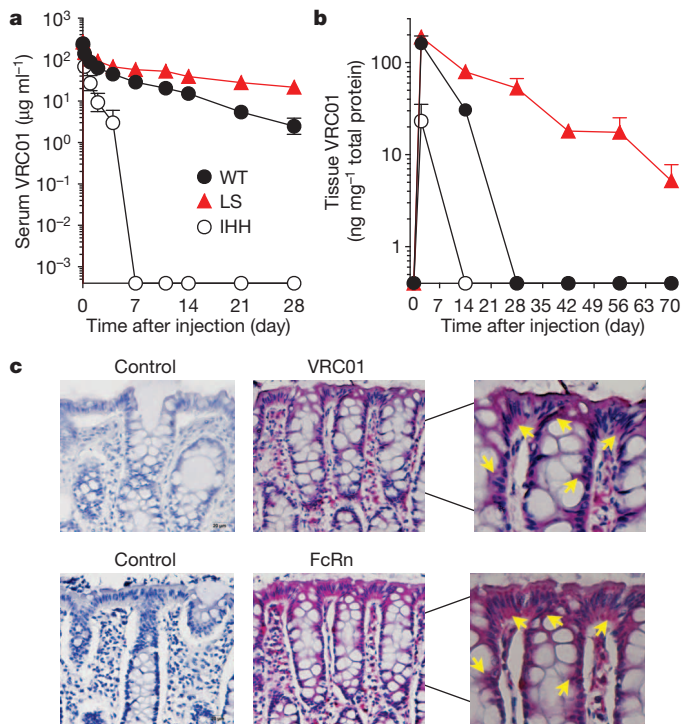 a
10³
10²
10¹
10⁰
10⁻¹
10⁻²
10⁻³
Serum VRC01 (µg ml⁻¹)
WT
LS
IHH
0 7 14 21 28
Time after injection (day)
b
100
10
1
Tissue VRC01
(ng mg⁻¹ total protein)
0 7 14 21 28 35 42 49 56 63 70
Time after injection (day)
c
Control VRC01
20 µm
Control FcRn